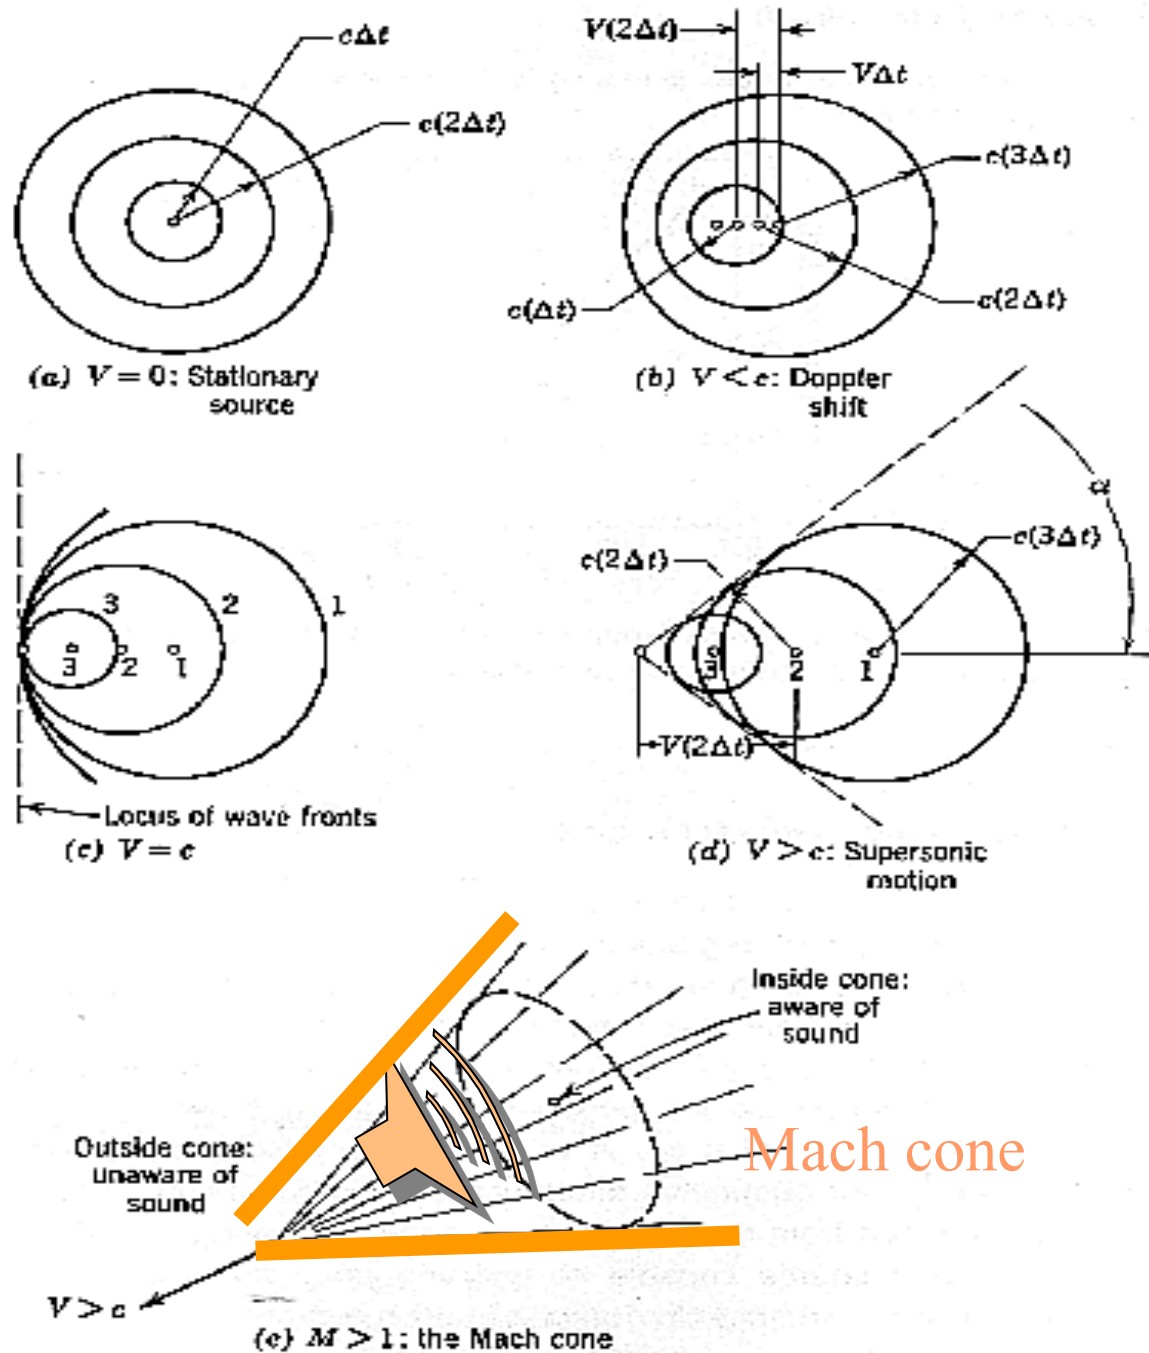 cΔt
c(2Δt)
(a) V = 0: Stationary
source
V(2Δt)
VΔt
c(3Δt)
c(2Δt)
c(Δt)
(b) V < c: Doppter
shift
3
2
1
3
2
1
Locus of wave fronts
(c) V = c
α
c(2Δt)
c(3Δt)
3
2
1
V(2Δt)
(d) V > c: Supersonic
motion
Inside cone:
aware of
sound
Outside cone:
unaware of
sound
Mach cone
V > c
(e) M > 1: the Mach cone